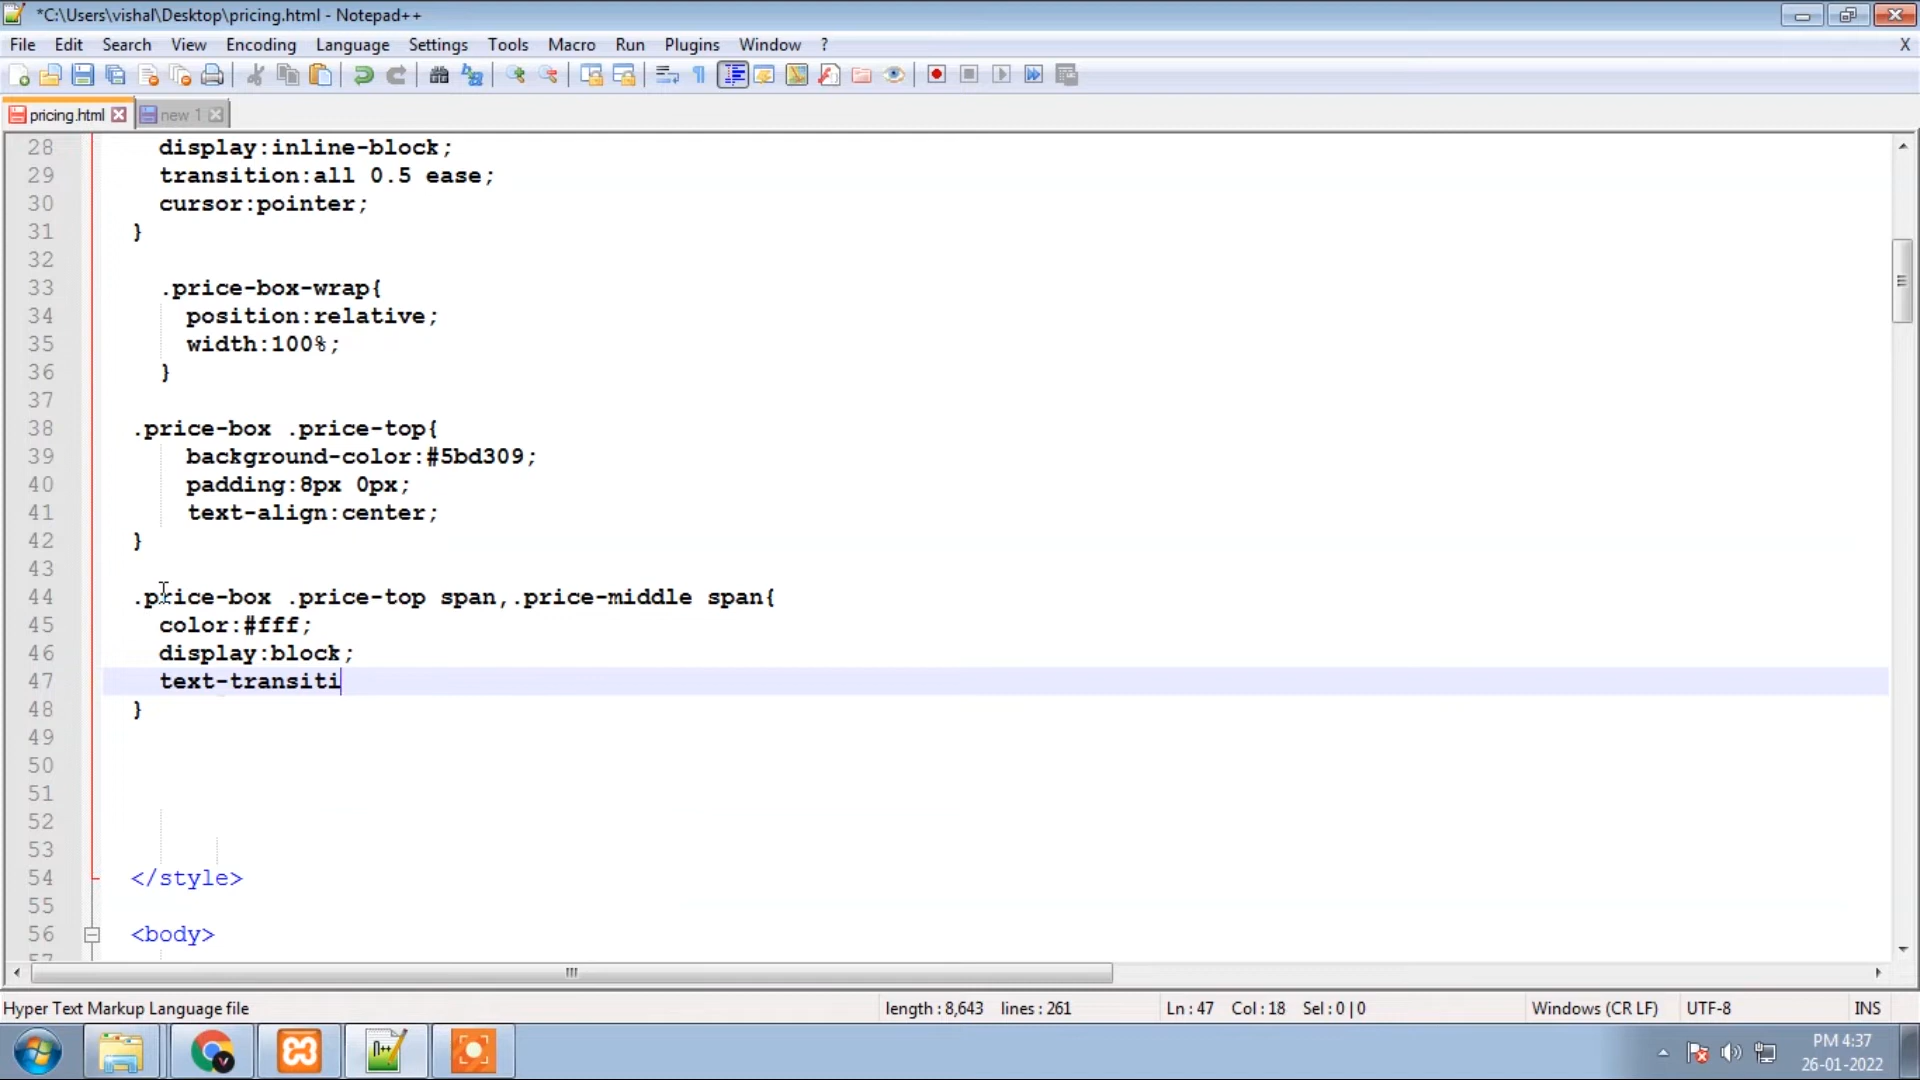 *C:\Users\vishal\Desktop\pricing.html - Notepad++
File Edit Search View Encoding Language Settings Tools Macro Run Plugins Window ? X
pricing.html new 1
28 display:inline-block;
29 transition:all 0.5 ease;
30 cursor:pointer;
31 }
32
33 .price-box-wrap{
34 position:relative;
35 width:100%;
36 }
37
38 .price-box .price-top{
39 background-color:#5bd309;
40 padding:8px 0px;
41 text-align:center;
42 }
43
44 .price-box .price-top span,.price-middle span{
45 color:#fff;
46 display:block;
47 text-transiti
48 }
49
50
51
52
53
54 </style>
55
56 <body>
57
Hyper Text Markup Language file length : 8,643 lines : 261 Ln : 47 Col : 18 Sel : 0 | 0 Windows (CR LF) UTF-8 INS
PM 4:37
26-01-2022